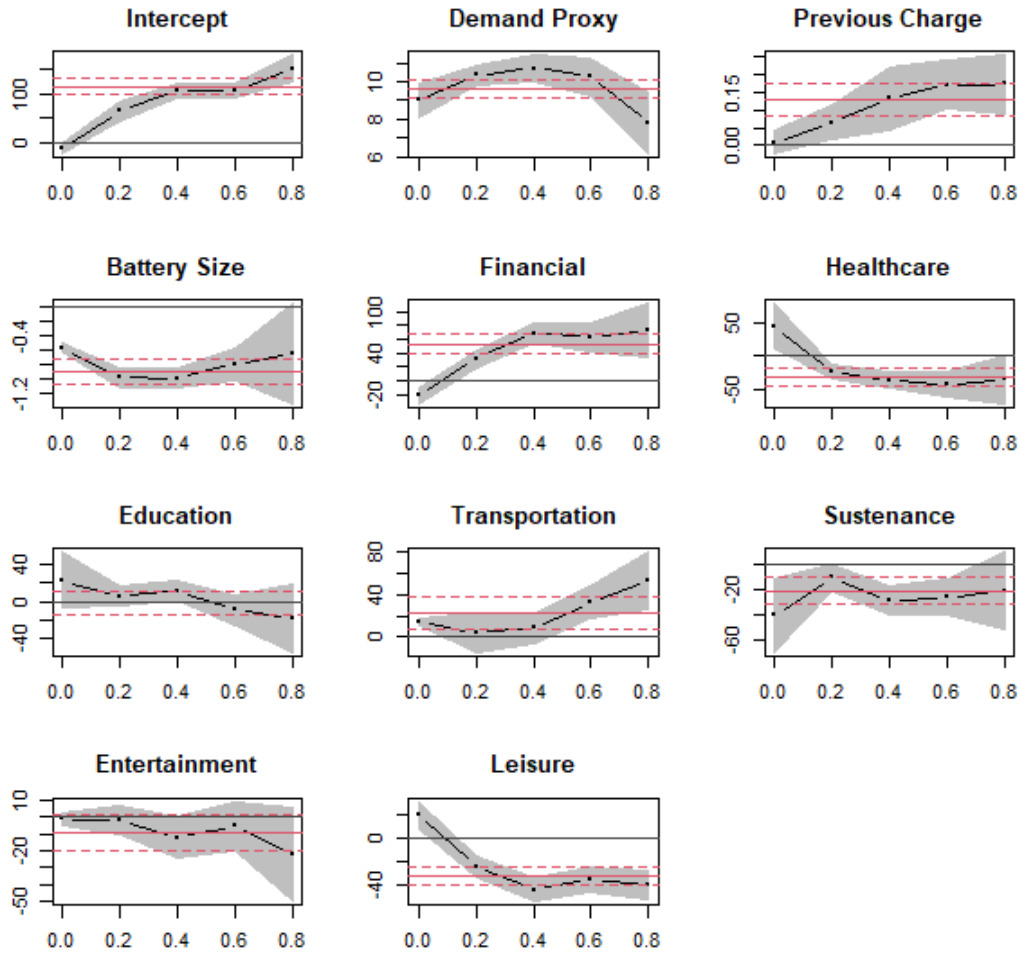 Intercept Demand Proxy Previous Charge
100
0
0.0 0.2 0.4 0.6 0.8
10
8
6
0.0 0.2 0.4 0.6 0.8
0.15
0.00
0.0 0.2 0.4 0.6 0.8
Battery Size Financial Healthcare
-0.4
-1.2
0.0 0.2 0.4 0.6 0.8
100
40
-20
0.0 0.2 0.4 0.6 0.8
50
-50
0.0 0.2 0.4 0.6 0.8
Education Transportation Sustenance
40
0
-40
0.0 0.2 0.4 0.6 0.8
80
40
0
0.0 0.2 0.4 0.6 0.8
-20
-60
0.0 0.2 0.4 0.6 0.8
Entertainment Leisure
10
-20
-50
0.0 0.2 0.4 0.6 0.8
0
-40
0.0 0.2 0.4 0.6 0.8